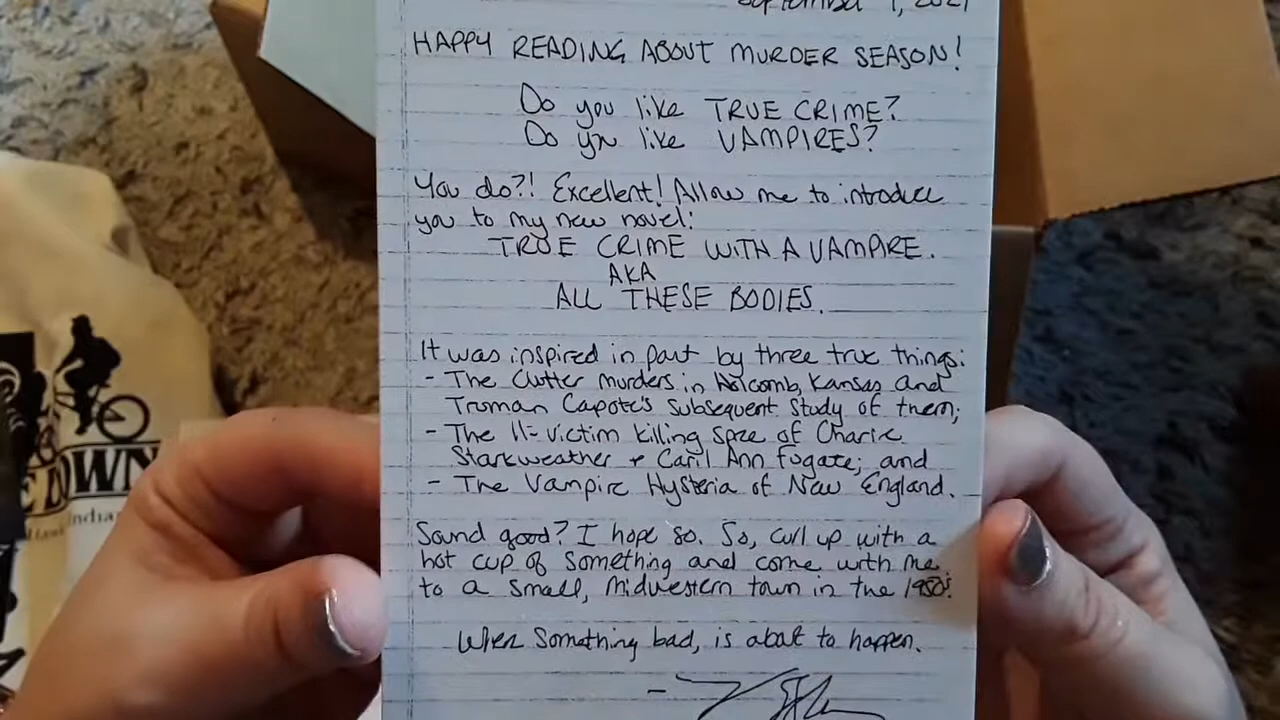 September 1, 2021
HAPPY READING ABOUT MURDER SEASON!
Do you like TRUE CRIME?
Do you like VAMPIRES?
You do?! Excellent! Allow me to introduce
you to my new novel:
TRUE CRIME WITH A VAMPIRE.
AKA
ALL THESE BODIES.
It was inspired in part by three true things:
- The Clutter murders in Holcomb, Kansas and
Truman Capote's subsequent study of them;
- The 11-victim killing spree of Charlie
Starkweather + Caril Ann Fugate; and
- The Vampire Hysteria of New England.
Sound good? I hope so. So, curl up with a
hot cup of something and come with me
to a small, Midwestern town in the 1950s.
When something bad, is about to happen.
OWN
Indian